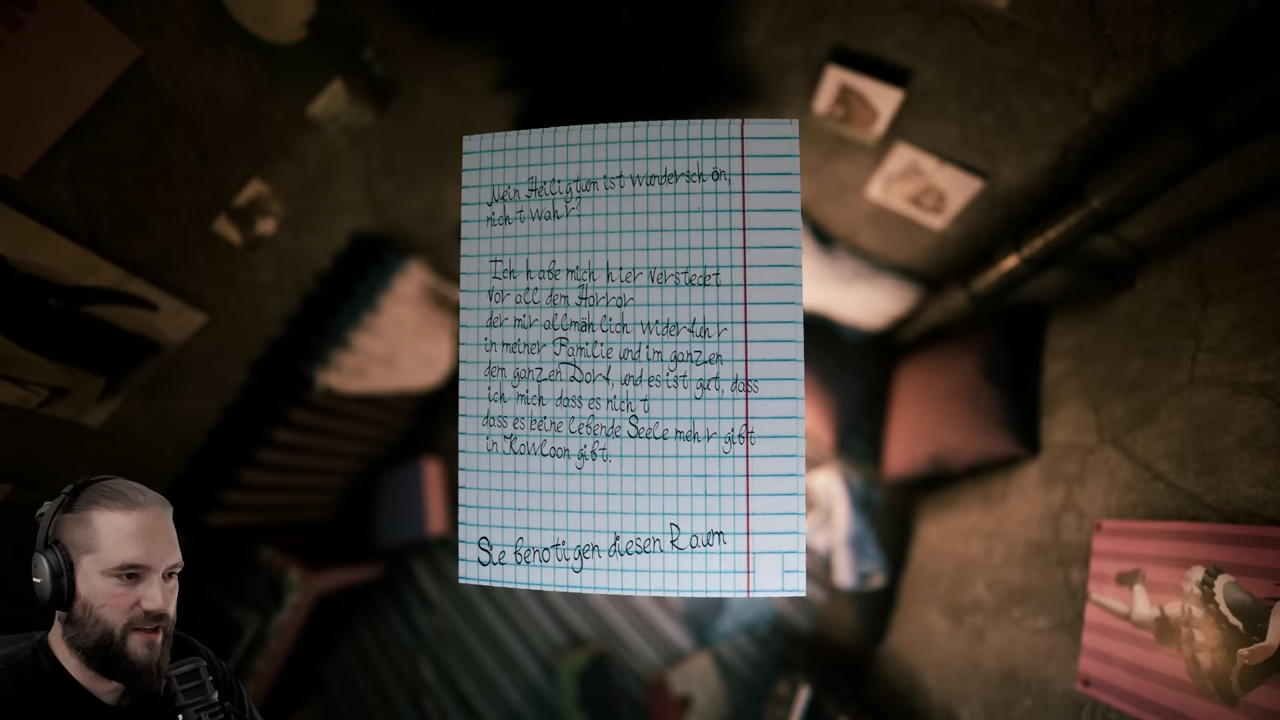 Mein Heiligtum ist wunderschön,
nicht wahr?
Ich habe mich hier versteckt
vor all dem Horror
der mir allmählich widerfuhr
in meiner Familie und im ganzen
dem ganzen Dorf, und es ist gut, dass
ich mich dass es nicht
dass es keine lebende Seele mehr gibt
in Kowloon gibt.
Sie benötigen diesen Raum